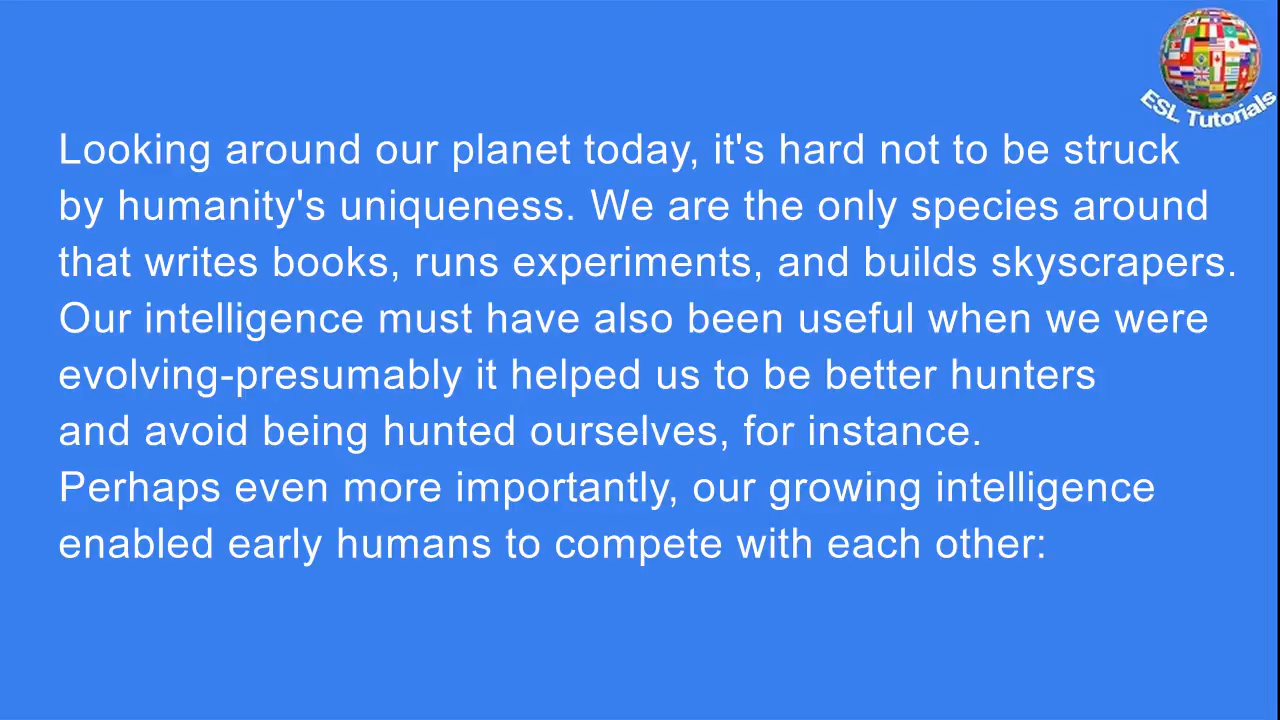 ESL Tutorials
Looking around our planet today, it's hard not to be struck
by humanity's uniqueness. We are the only species around
that writes books, runs experiments, and builds skyscrapers.
Our intelligence must have also been useful when we were
evolving-presumably it helped us to be better hunters
and avoid being hunted ourselves, for instance.
Perhaps even more importantly, our growing intelligence
enabled early humans to compete with each other: